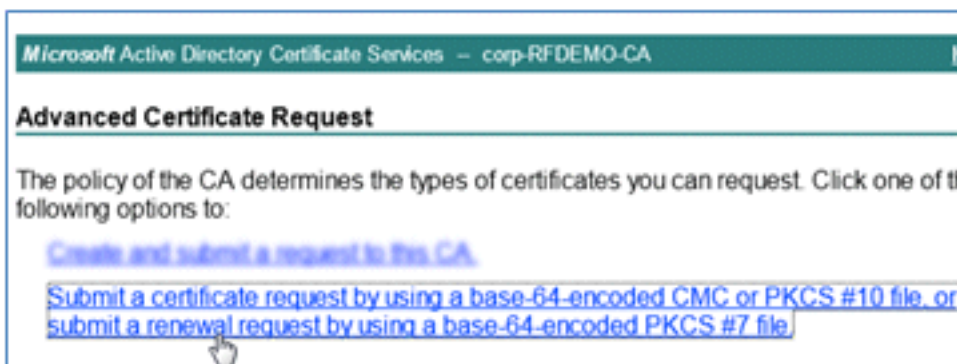 Microsoft Active Directory Certificate Services -- corp-RFDEMO-CA
Advanced Certificate Request
The policy of the CA determines the types of certificates you can request. Click one of
following options to:
Create and submit a request to this CA.
Submit a certificate request by using a base-64-encoded CMC or PKCS #10 file, or
submit a renewal request by using a base-64-encoded PKCS #7 file.